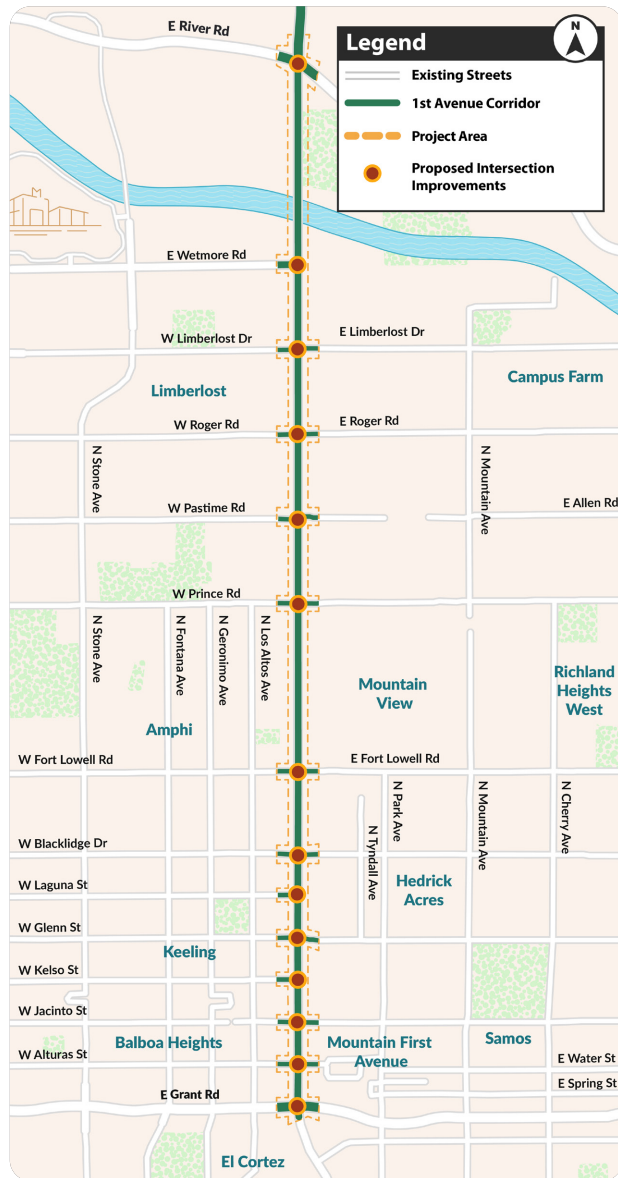 E River Rd
N
Legend
Existing Streets
1st Avenue Corridor
Project Area
Proposed Intersection
Improvements
M
E Wetmore Rd
W Limberlost Dr
E Limberlost Dr
Limberlost
Campus Farm
W Roger Rd
E Roger Rd
N Stone Ave
N Mountain Ave
W Pastime Rd
E Allen Rd
W Prince Rd
N Stone Ave
N Fontana Ave
N Geronimo Ave
N Los Altos Ave
Mountain
View
Richland
Heights
West
Amphi
W Fort Lowell Rd
E Fort Lowell Rd
N Tyndall Ave
N Park Ave
N Mountain Ave
N Cherry Ave
W Blacklidge Dr
W Laguna St
Hedrick
Acres
W Glenn St
Keeling
W Kelso St
W Jacinto St
Balboa Heights
Mountain First
Avenue
Samos
W Alturas St
E Water St
E Spring St
E Grant Rd
El Cortez